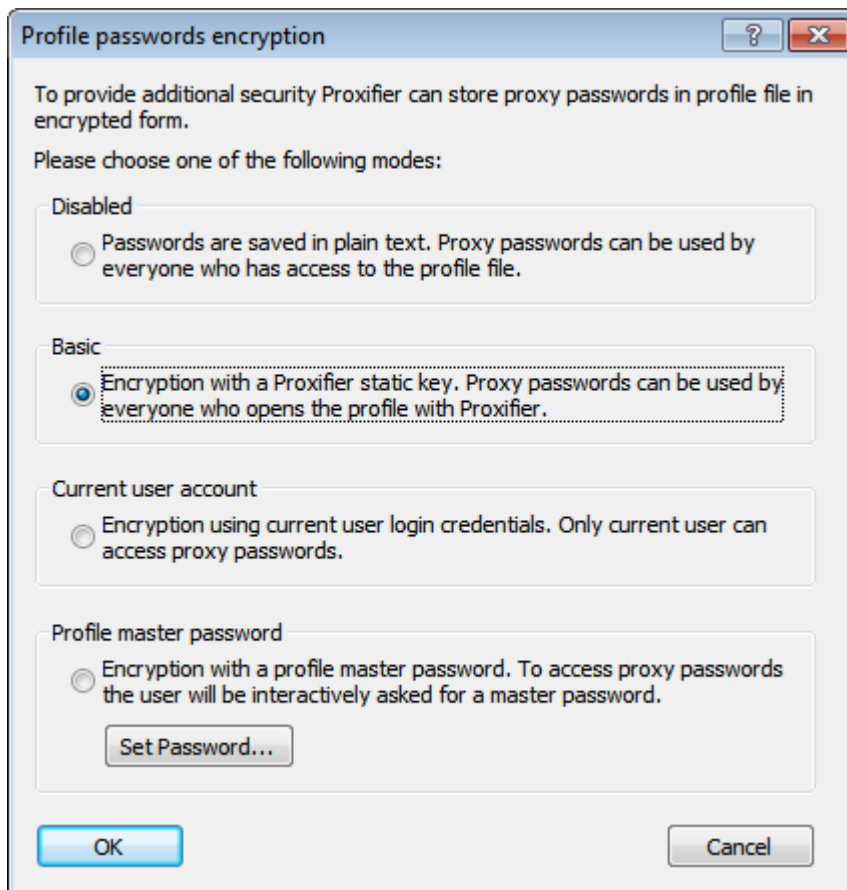 Profile passwords encryption
To provide additional security Proxifier can store proxy passwords in profile file in
encrypted form.
Please choose one of the following modes:
Disabled
Passwords are saved in plain text. Proxy passwords can be used by
everyone who has access to the profile file.
Basic
Encryption with a Proxifier static key. Proxy passwords can be used by
everyone who opens the profile with Proxifier.
Current user account
Encryption using current user login credentials. Only current user can
access proxy passwords.
Profile master password
Encryption with a profile master password. To access proxy passwords
the user will be interactively asked for a master password.
Set Password...
OK
Cancel